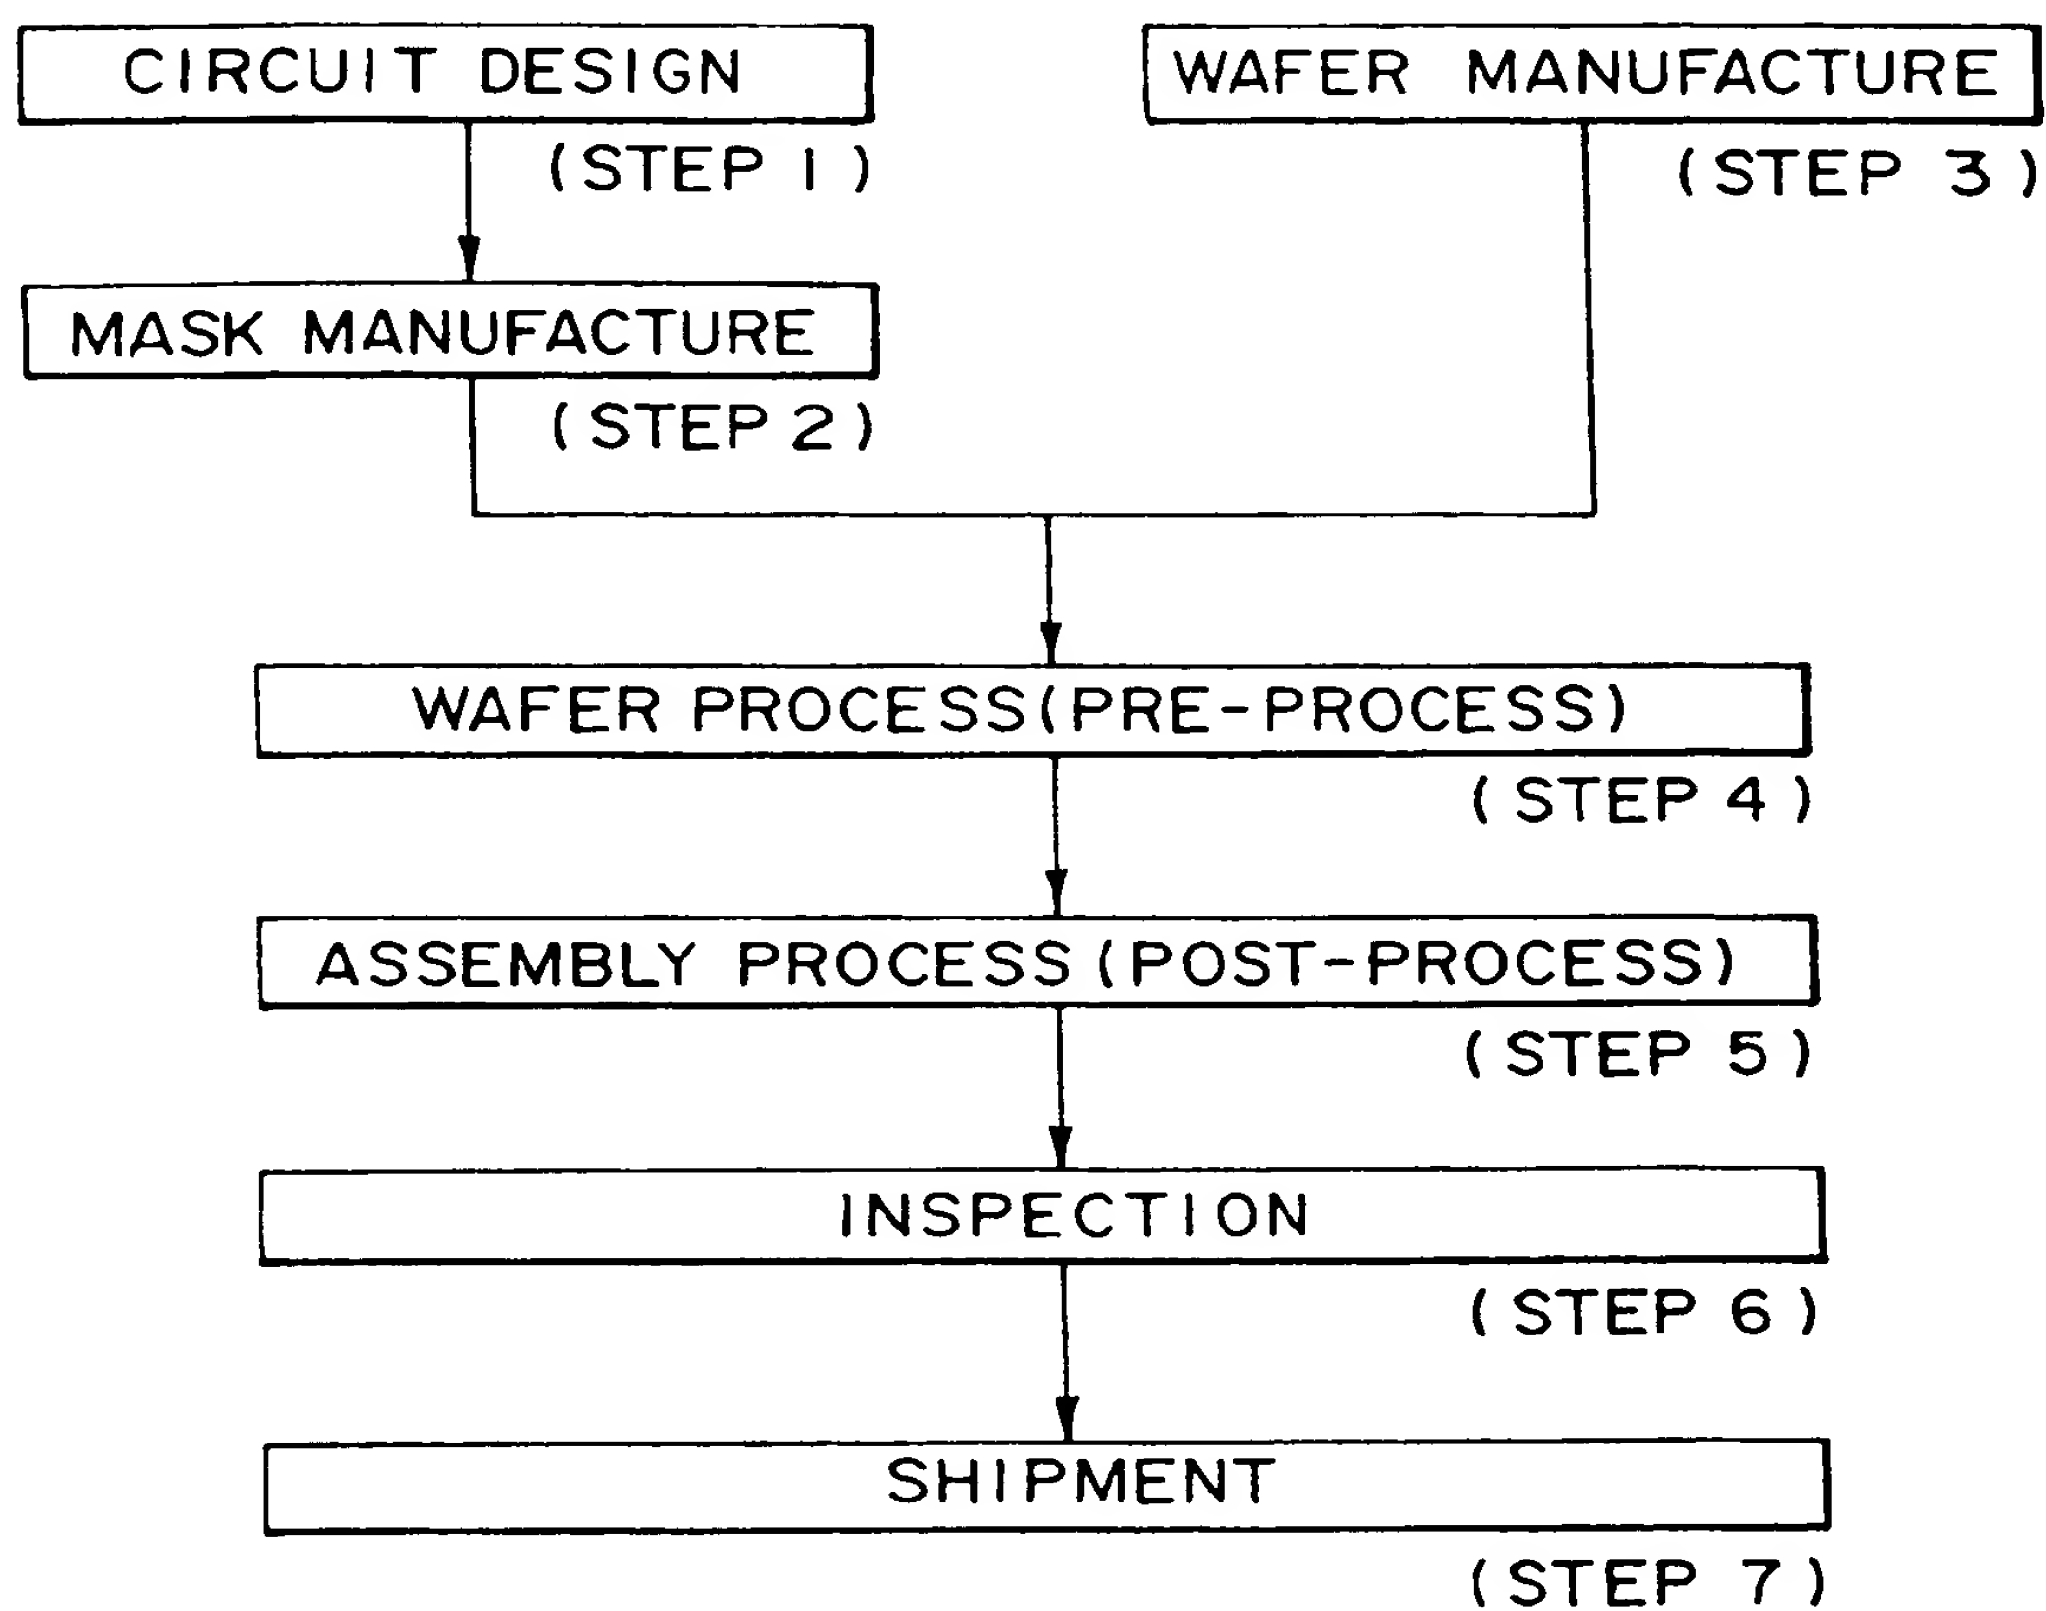 CIRCUIT DESIGN
(STEP 1)
WAFER MANUFACTURE
(STEP 3)
MASK MANUFACTURE
(STEP 2)
WAFER PROCESS(PRE-PROCESS)
(STEP 4)
ASSEMBLY PROCESS(POST-PROCESS)
(STEP 5)
INSPECTION
(STEP 6)
SHIPMENT
(STEP 7)